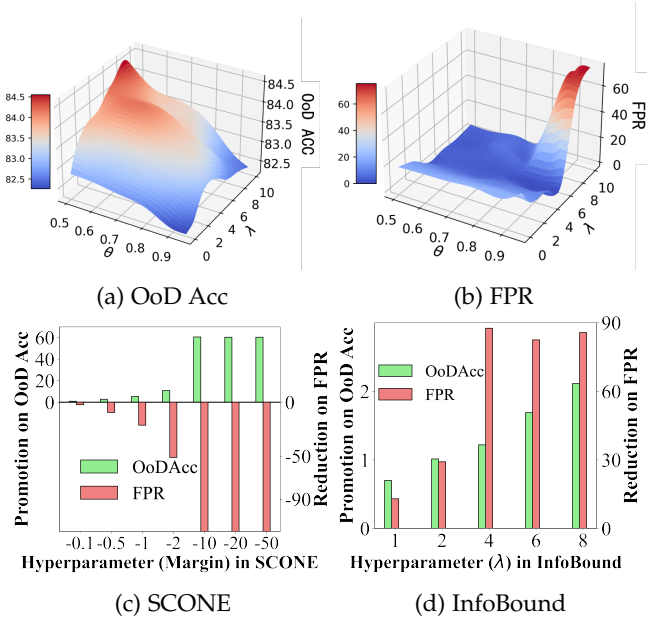 84.5
84.0
83.5
83.0
82.5
84.5
84.0
83.5
83.0
82.5
OoD ACC
0.5
0.6
0.7
0.8
0.9
θ
0
2
4
6
8
10
λ
(a) OoD Acc
60
40
20
0
60
40
20
0
FPR
0.5
0.6
0.7
0.8
0.9
θ
0
2
4
6
8
10
λ
(b) FPR
Promotion on OoD Acc
60
40
20
0
0
-50
-90
Reduction on FPR
OoDAcc
FPR
-0.1 -0.5 -1 -2 -10 -20 -50
Hyperparameter (Margin) in SCONE
(c) SCONE
Promotion on OoD Acc
2
1
0
90
60
30
0
Reduction on FPR
OoDAcc
FPR
1 2 4 6 8
Hyperparameter (λ) in InfoBound
(d) InfoBound